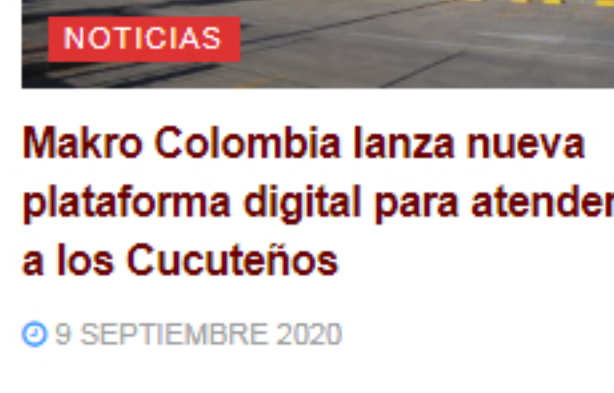 NOTICIAS
Makro Colombia lanza nueva
plataforma digital para atender
a los Cucuteños
9 SEPTIEMBRE 2020